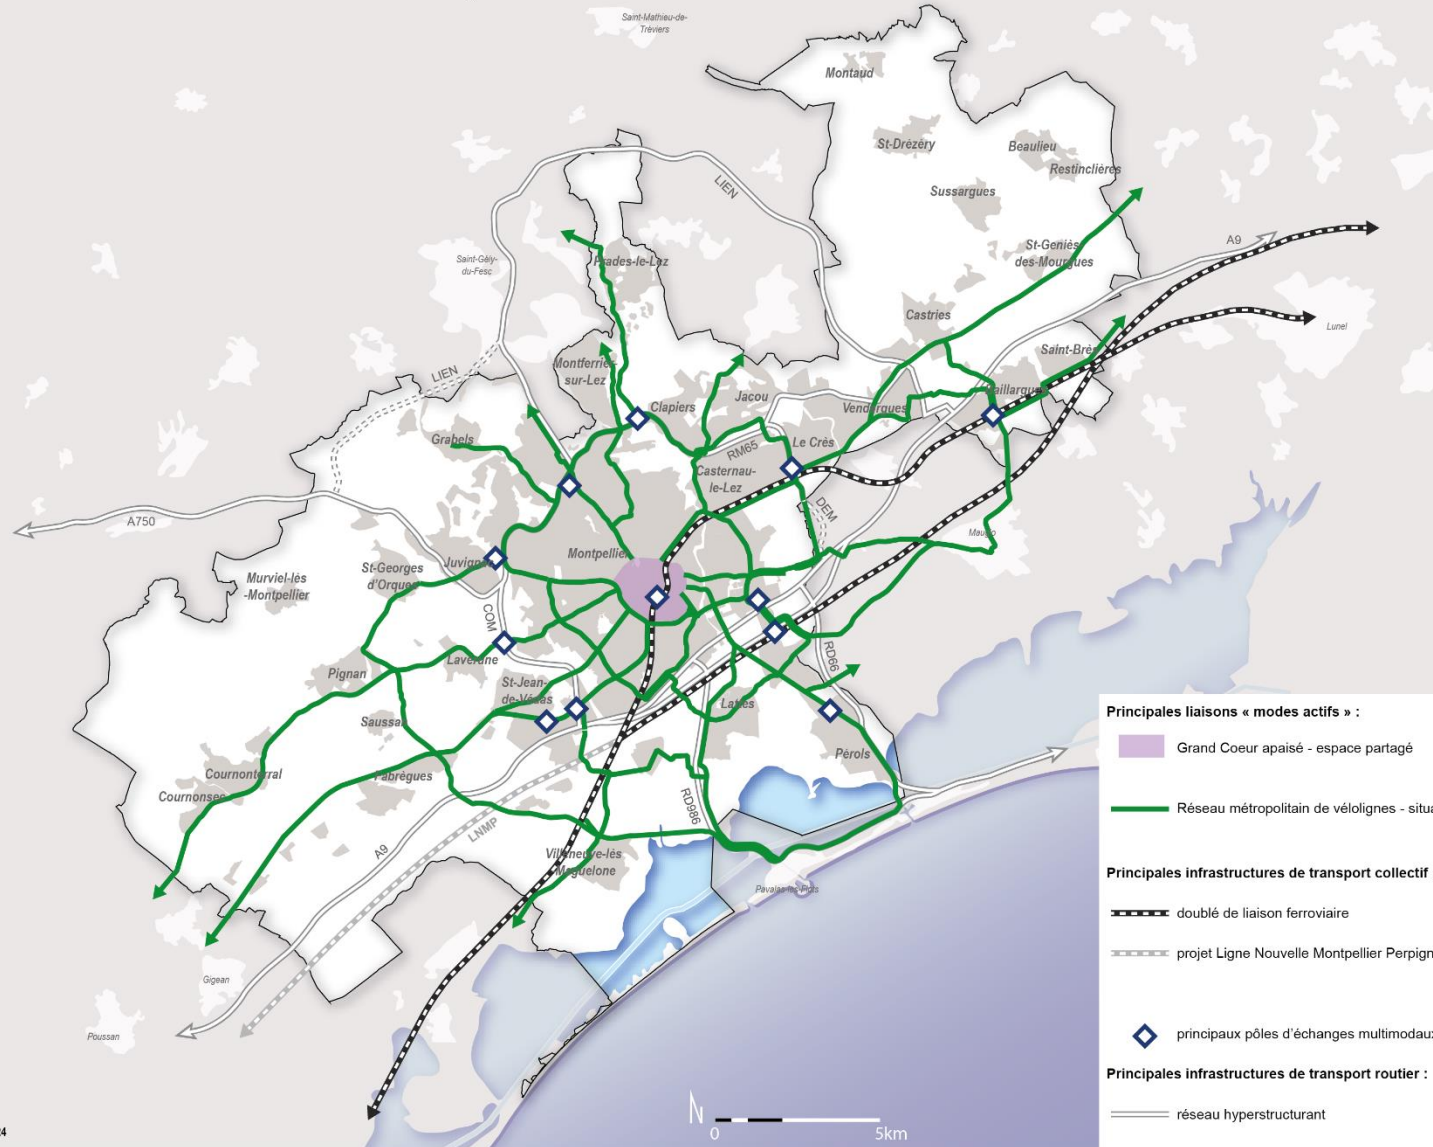 Saint-Mathieu-de-
Tréviers
Montaud
St-Drézéry
Beaulieu
Restinclières
Sussargues
LIEN
St-Geniès
des-Mourgues
A9
Saint-Gély-
du-Fesc
Prades-le-Lez
Castries
Lunel
Saint-Brès
Montferrier
sur-Lez
LIEN
Baillargues
Clapiers
Jacou
Vendargues
Grabels
Le Crès
RM65
Casternau-
le-Lez
DEM
A750
Mauguio
Montpellier
Juvignac
St-Georges
d'Orques
Murviel-lès
-Montpellier
COM
RD66
Lavérune
Pignan
St-Jean-
de-Védas
Lattes
Saussan
Pérols
Cournonterral
Cournonsec
Fabrègues
RD986
LNMP
A9
Villeneuve-lès
Maguelone
Pavalas-les-Flots
Gigean
Poussan
N
0
5km
24
Principales liaisons « modes actifs » :
Grand Coeur apaisé - espace partagé
Réseau métropolitain de vélolignes - situa
Principales infrastructures de transport collectif
doublé de liaison ferroviaire
projet Ligne Nouvelle Montpellier Perpign
principaux pôles d'échanges multimodaux
Principales infrastructures de transport routier :
réseau hyperstructurant